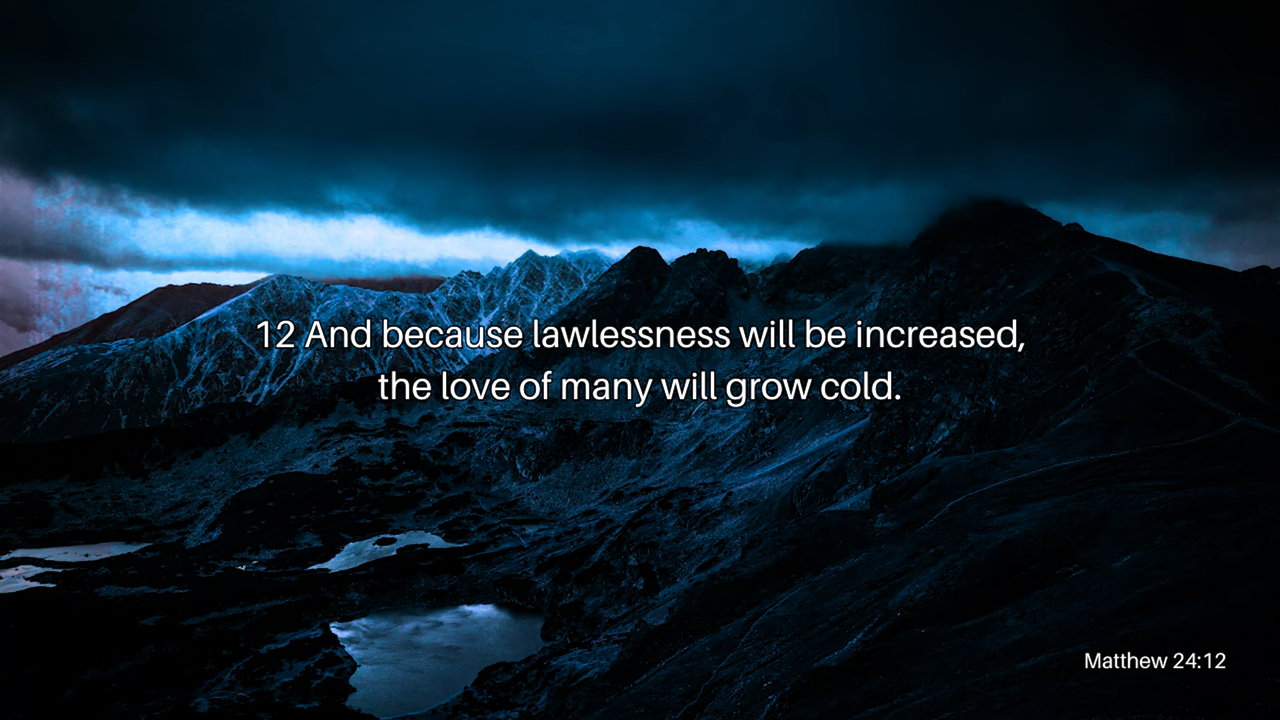 12 And because lawlessness will be increased,
the love of many will grow cold.
Matthew 24:12